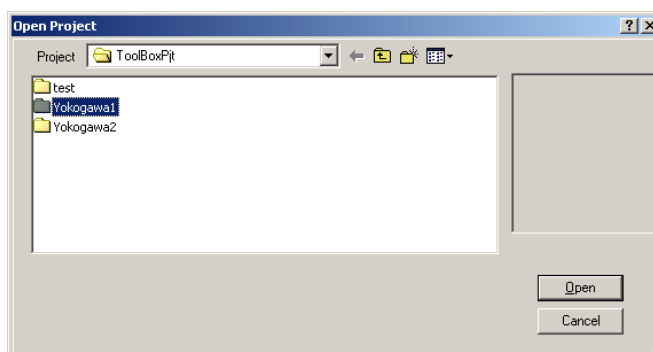 Open Project
Project ToolBoxPjt
test
Yokogawa1
Yokogawa2
Open
Cancel